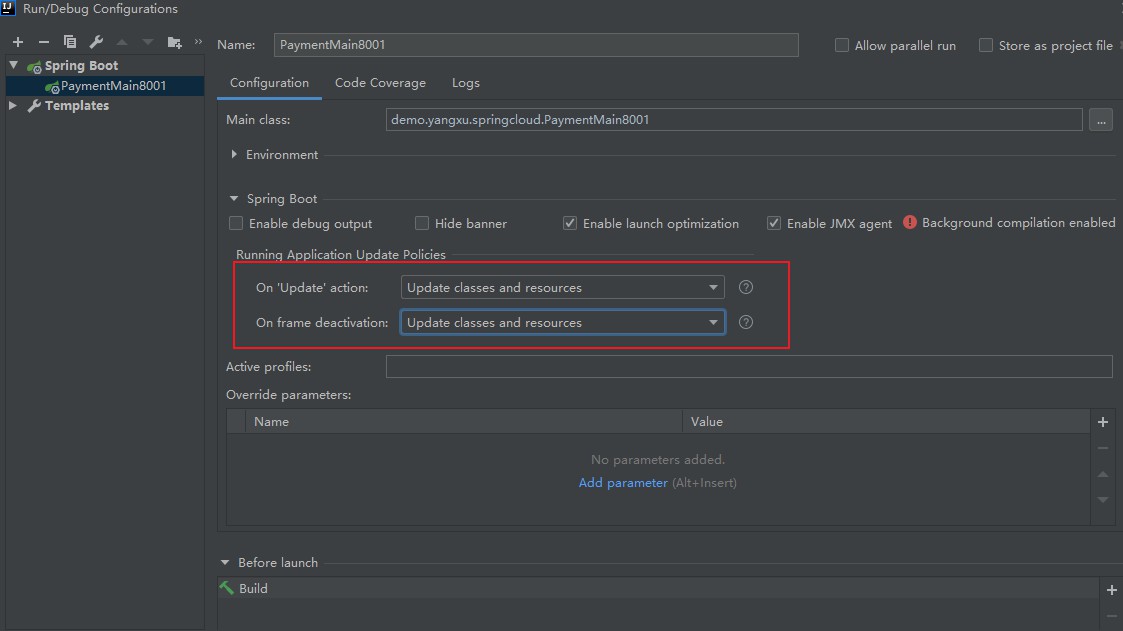 Run/Debug Configurations
Name: PaymentMain8001 Allow parallel run Store as project file
Spring Boot
PaymentMain8001
Templates
Configuration Code Coverage Logs
Main class: demo.yangxu.springcloud.PaymentMain8001 ...
Environment
Spring Boot
Enable debug output Hide banner Enable launch optimization Enable JMX agent Background compilation enabled
Running Application Update Policies
On 'Update' action: Update classes and resources ?
On frame deactivation: Update classes and resources ?
Active profiles:
Override parameters:
Name Value
No parameters added.
Add parameter (Alt+Insert)
Before launch
Build